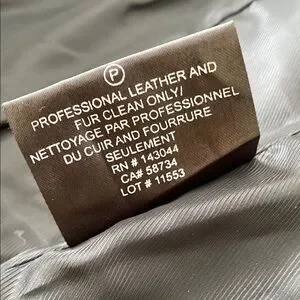 P
PROFESSIONAL LEATHER AND
FUR CLEAN ONLY/
NETTOYAGE PAR PROFESSIONNEL
DU CUIR AND FOURRURE
SEULEMENT
RN # 143044
CA# 58734
LOT # 11553